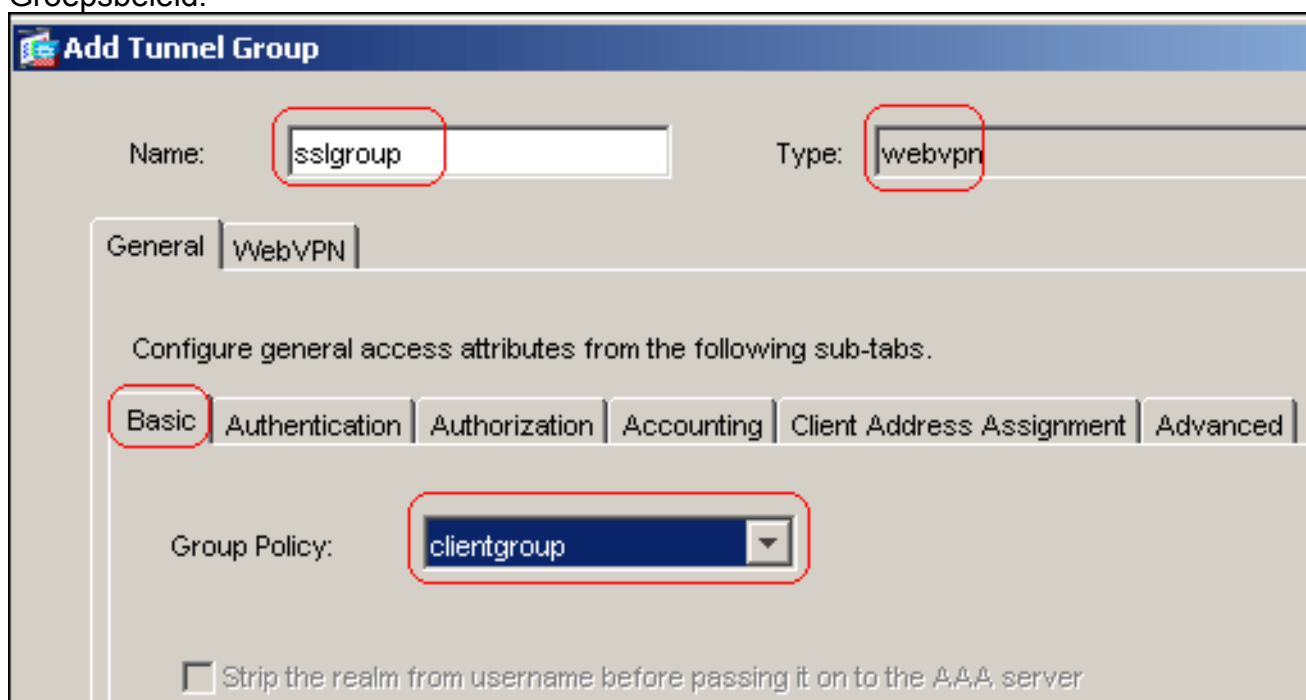 Groepsbeleid.
Add Tunnel Group
Name: sslgroup Type: webvpn
General WebVPN
Configure general access attributes from the following sub-tabs.
Basic Authentication Authorization Accounting Client Address Assignment Advanced
Group Policy: clientgroup
Strip the realm from username before passing it on to the AAA server